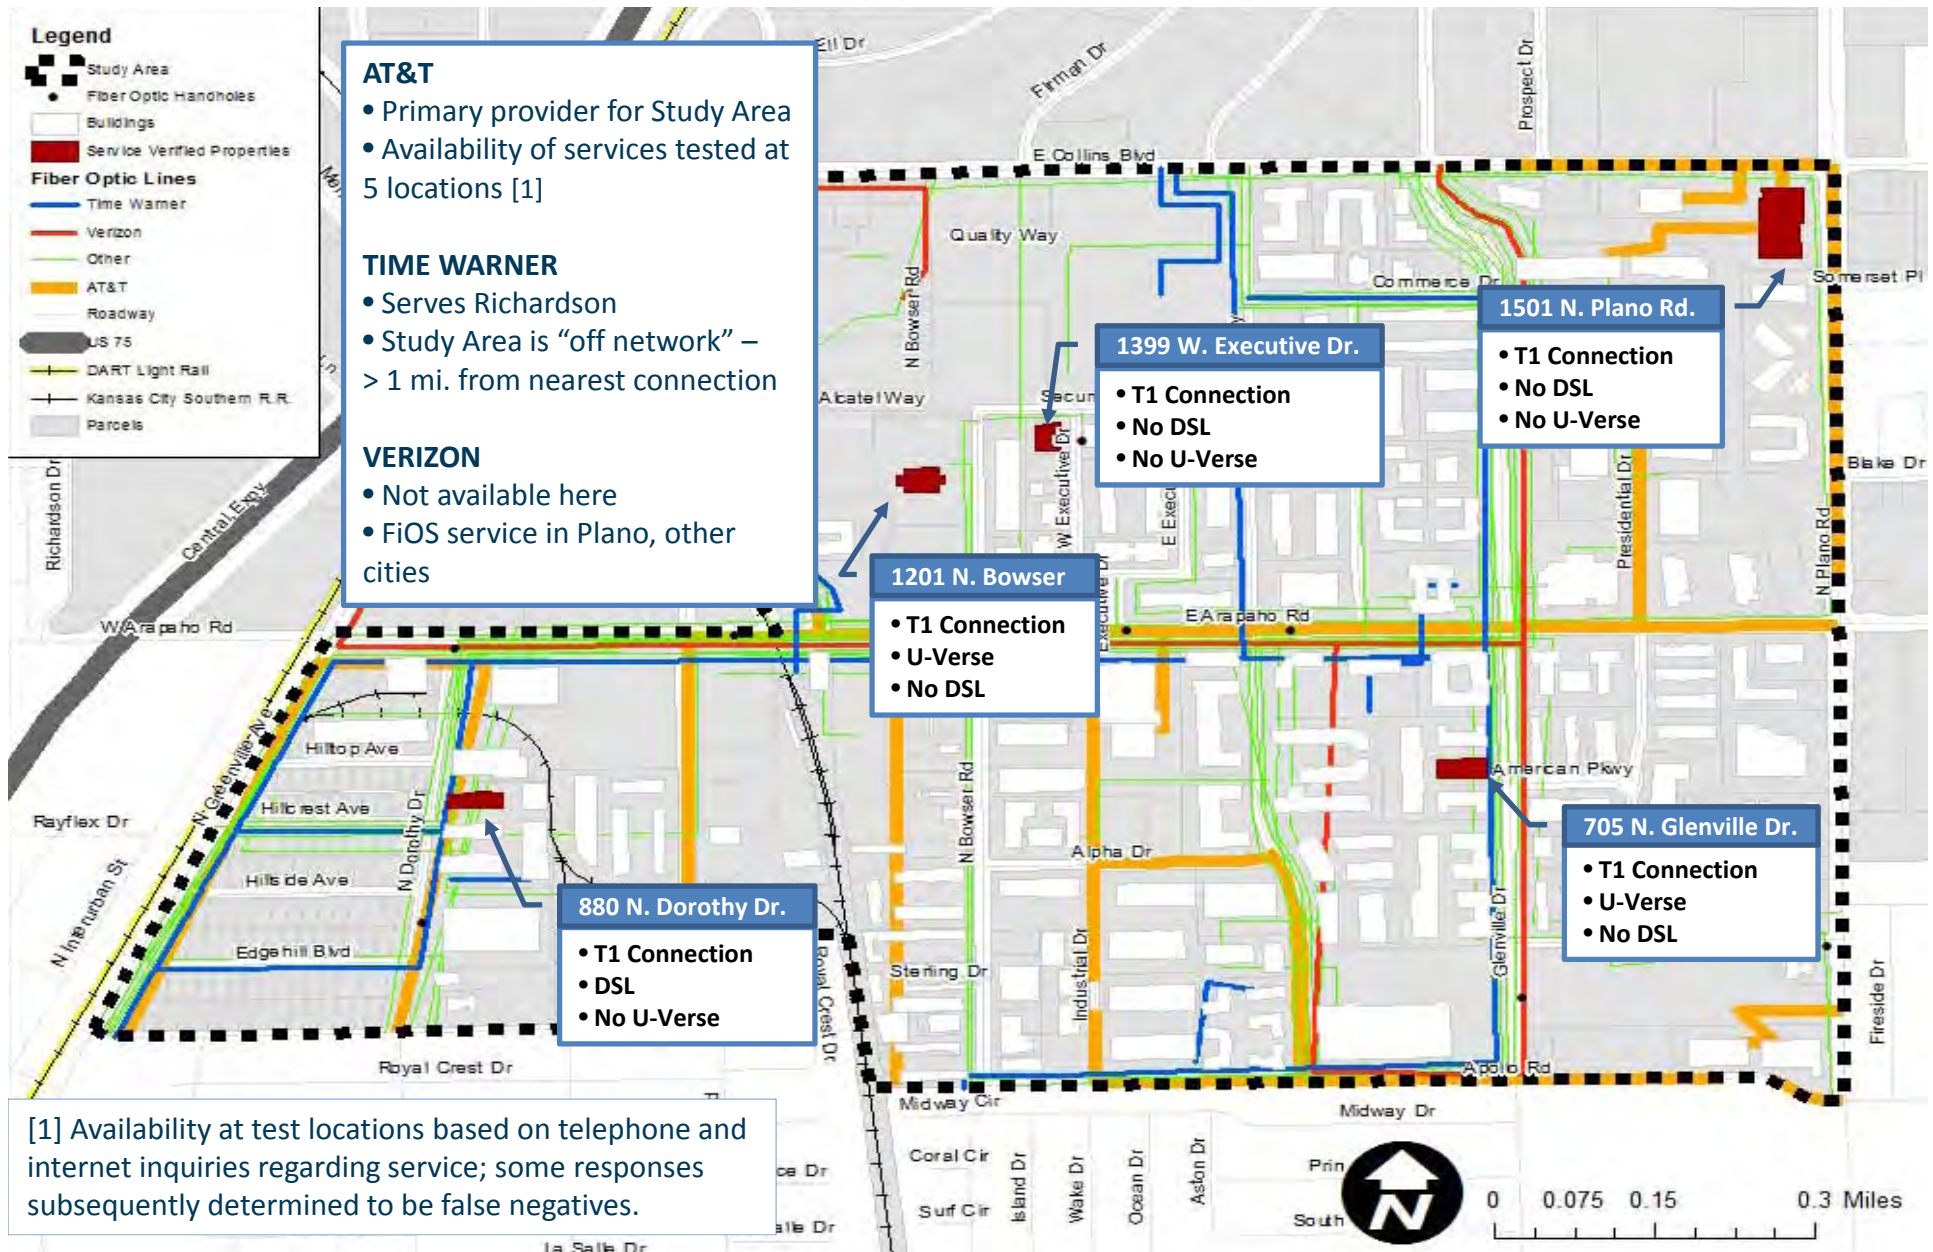 Legend
Study Area
Fiber Optic Handholes
Buildings
Service Verified Properties
Fiber Optic Lines
Time Warner
Verizon
Other
AT&T
Roadway
US 75
DART Light Rail
Kansas City Southern R.R.
Parcels
AT&T
• Primary provider for Study Area
• Availability of services tested at
5 locations [1]
TIME WARNER
• Serves Richardson
• Study Area is “off network” –
> 1 mi. from nearest connection
VERIZON
• Not available here
• FiOS service in Plano, other
cities
Firman Dr
Prospect Dr
E Collins Blvd
Quality Way
N Bowser Rd
Commerce Dr
Somerset Pl
1501 N. Plano Rd.
• T1 Connection
• No DSL
• No U-Verse
1399 W. Executive Dr.
• T1 Connection
• No DSL
• No U-Verse
Alcatel Way
W Executive Dr
Presidential Dr
Blake Dr
N Plano Rd
Richardson Dr
Central Expy
1201 N. Bowser
• T1 Connection
• U-Verse
• No DSL
Executive Dr
W Arapaho Rd
E Arapaho Rd
N Glenville Ave
Hilltop Ave
Hillcrest Ave
Hillside Ave
Edgehill Blvd
Rayflex Dr
N Interurban St
N Dorothy Dr
N Bowser Rd
American Pkwy
705 N. Glenville Dr.
• T1 Connection
• U-Verse
• No DSL
Alpha Dr
880 N. Dorothy Dr.
• T1 Connection
• DSL
• No U-Verse
Sterling Dr
Industrial Dr
Glenville Dr
Royal Crest Dr
Fireside Dr
Royal Crest Dr
Apollo Rd
Midway Cir
Midway Dr
[1] Availability at test locations based on telephone and
internet inquiries regarding service; some responses
subsequently determined to be false negatives.
Coral Cir
Surf Cir
Island Dr
Wake Dr
Ocean Dr
Aston Dr
South
La Salle Dr
N
0 0.075 0.15 0.3 Miles